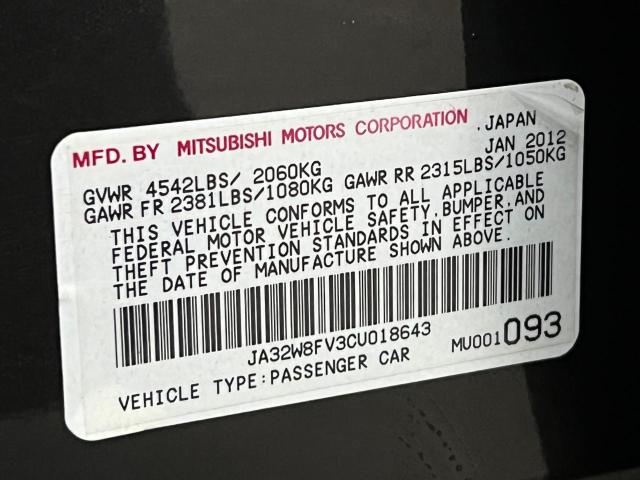 MFD. BY MITSUBISHI MOTORS CORPORATION , JAPAN
JAN 2012
GVWR 4542LBS/ 2060KG
GAWR FR 2381LBS/1080KG GAWR RR 2315LBS/1050KG
THIS VEHICLE CONFORMS TO ALL APPLICABLE
FEDERAL MOTOR VEHICLE SAFETY,BUMPER,AND
THEFT PREVENTION STANDARDS IN EFFECT ON
THE DATE OF MANUFACTURE SHOWN ABOVE.
JA32W8FV3CU018643
VEHICLE TYPE:PASSENGER CAR MU001093